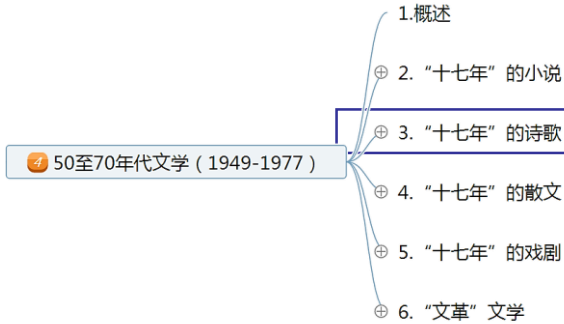 1.概述
2.“十七年”的小说
3.“十七年”的诗歌
4 50至70年代文学（1949-1977）
4.“十七年”的散文
5.“十七年”的戏剧
6.“文革”文学